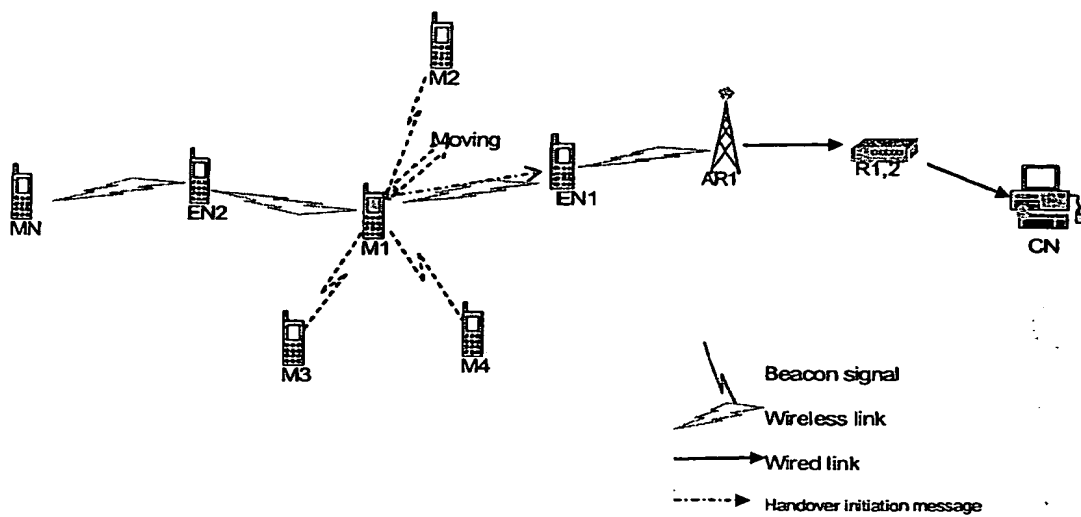 M2
Moving
MN
EN2
M1
EN1
AR1
R1,2
CN
M3
M4
Beacon signal
Wireless link
Wired link
Handover initiation message